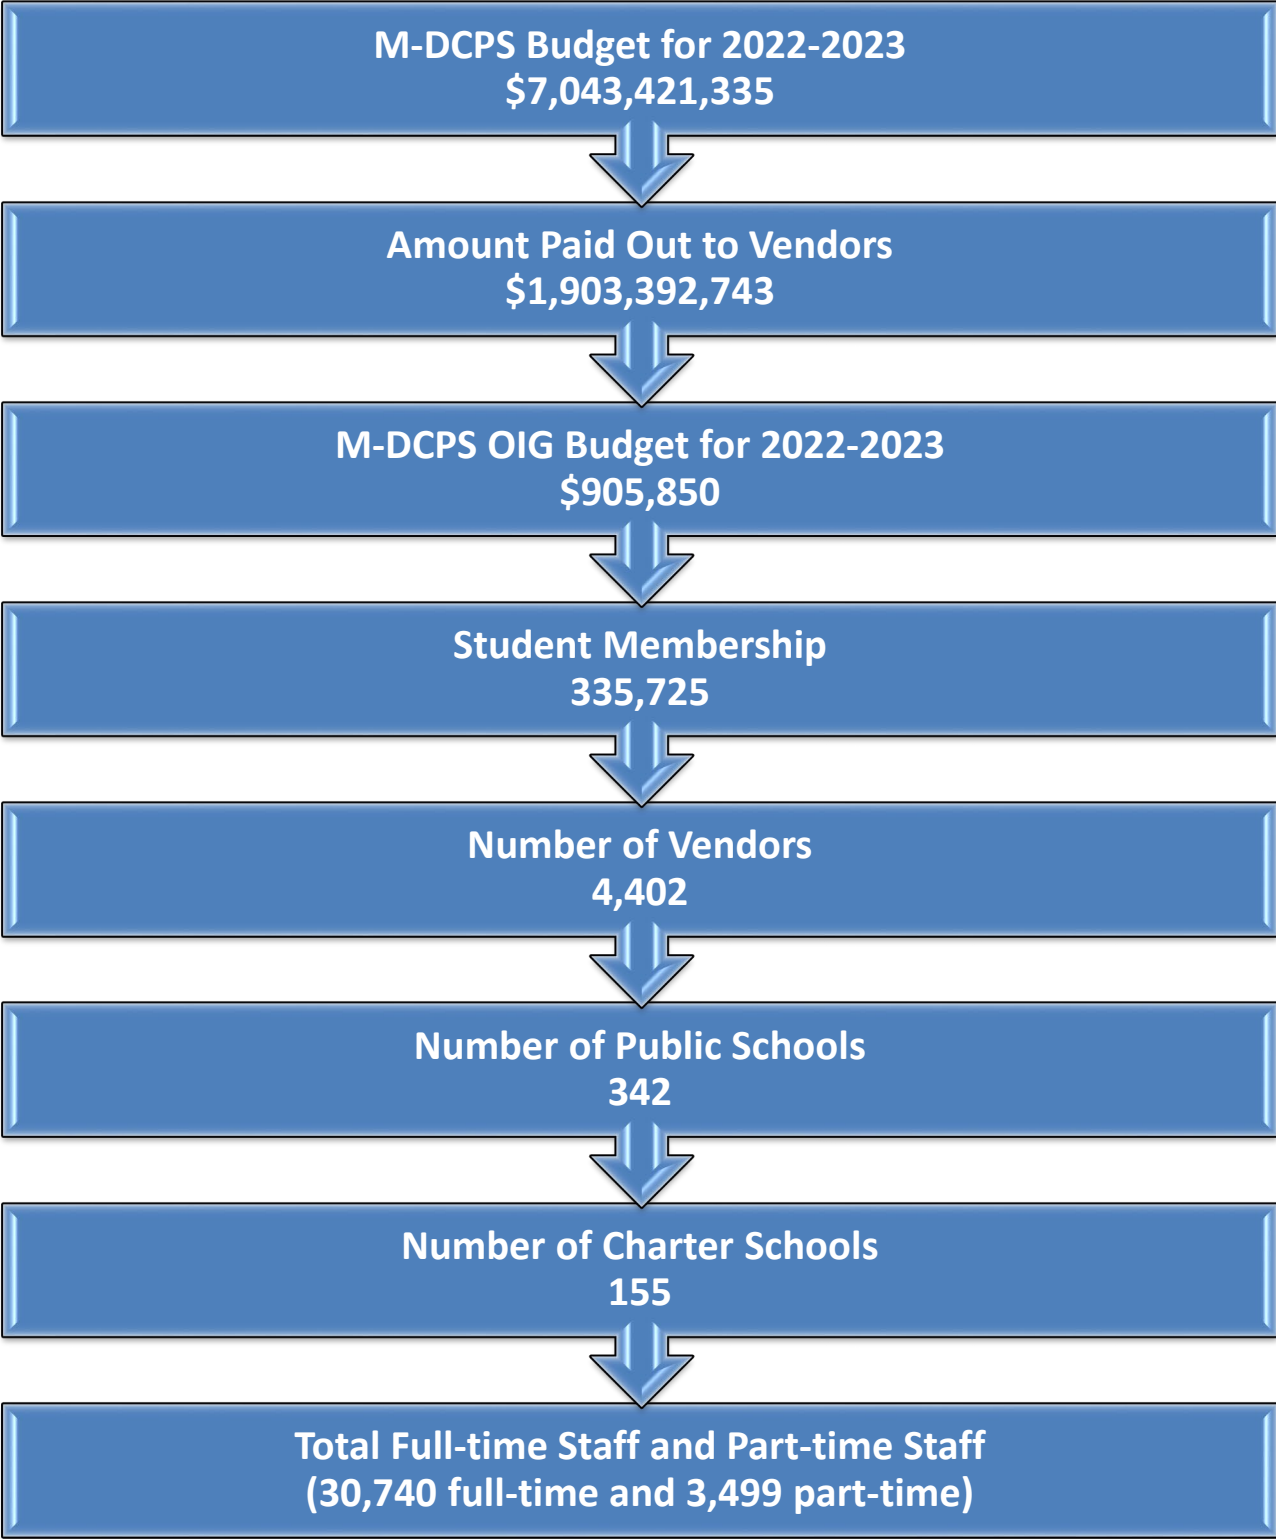 M-DCPS Budget for 2022-2023
$7,043,421,335
Amount Paid Out to Vendors
$1,903,392,743
M-DCPS OIG Budget for 2022-2023
$905,850
Student Membership
335,725
Number of Vendors
4,402
Number of Public Schools
342
Number of Charter Schools
155
Total Full-time Staff and Part-time Staff
(30,740 full-time and 3,499 part-time)